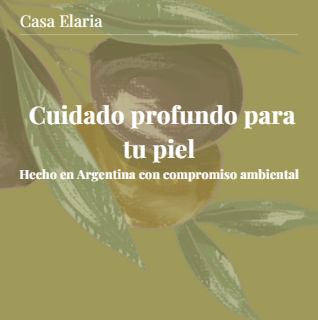 Casa Elaria
Cuidado profundo para
tu piel
Hecho en Argentina con compromiso ambiental